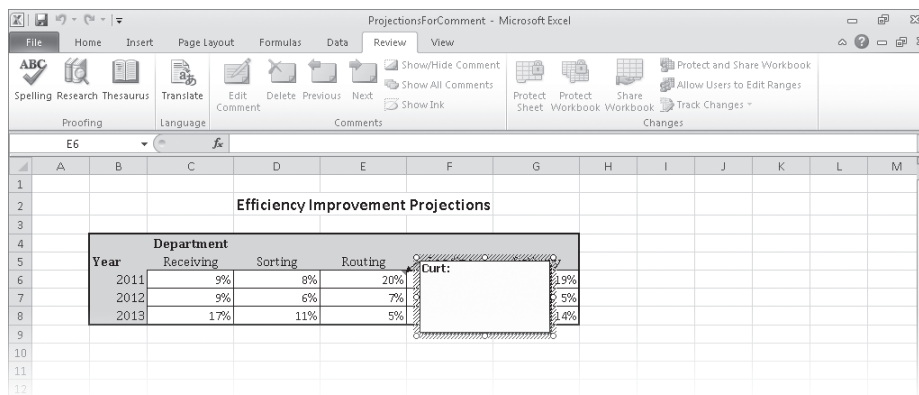 ProjectionsForComment - Microsoft Excel
File Home Insert Page Layout Formulas Data Review View
ABC
Spelling Research Thesaurus Translate Edit Comment Delete Previous Next
Show/Hide Comment
Show All Comments
Show Ink
Protect Sheet Protect Workbook Share Workbook
Protect and Share Workbook
Allow Users to Edit Ranges
Track Changes
Proofing Language Comments Changes
E6 fx
A B C D E F G H I J K L M
1
2 Efficiency Improvement Projections
3
4 Department
5 Year Receiving Sorting Routing
Curt:
6 2011 9% 8% 20% 19%
7 2012 9% 6% 7% 5%
8 2013 17% 11% 5% 14%
9
10
11
12